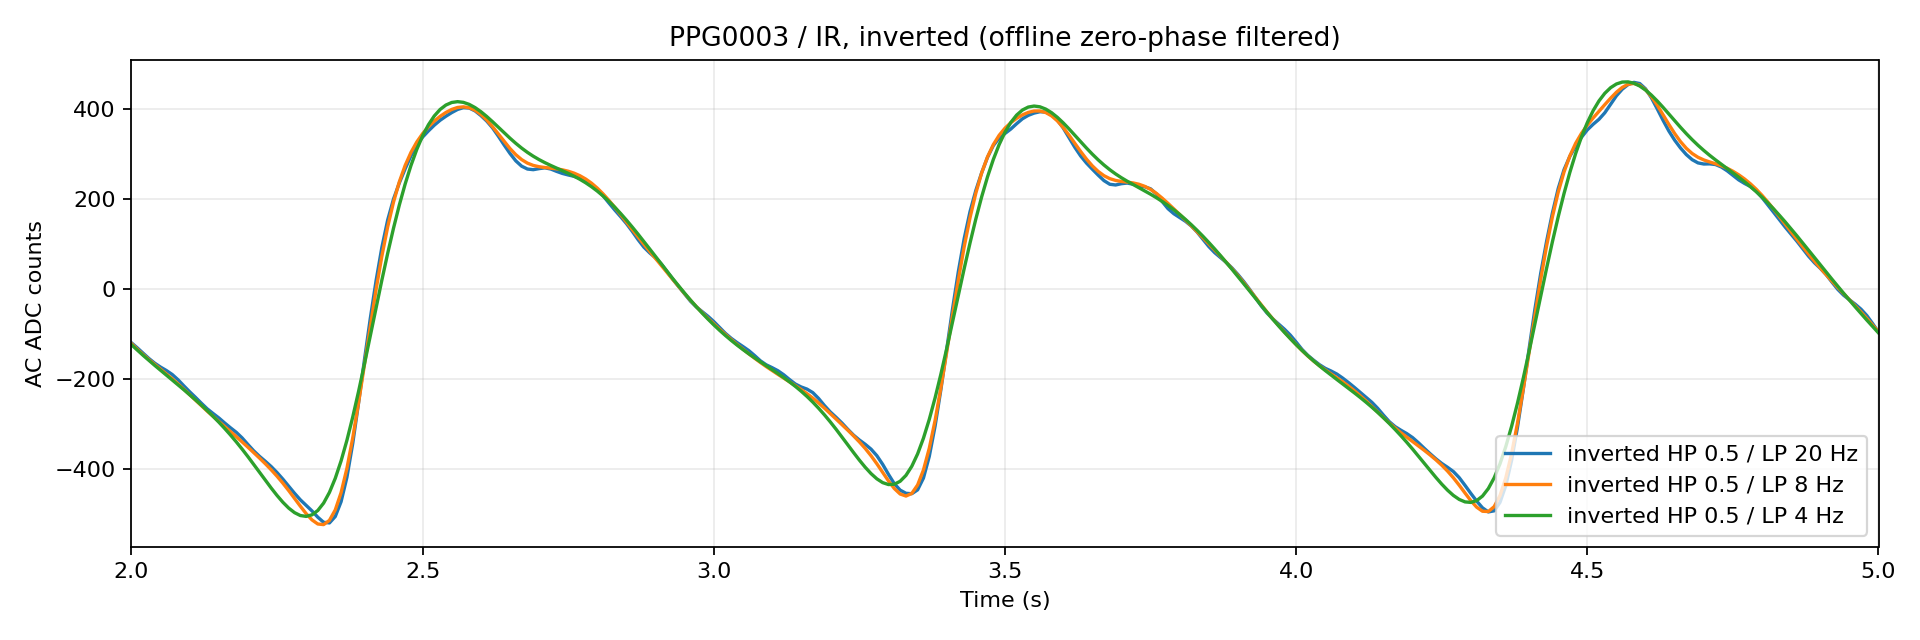 PPG0003 / IR, inverted (offline zero-phase filtered)
AC ADC counts
400
200
0
−200
−400
2.0
2.5
3.0
3.5
4.0
4.5
5.0
Time (s)
inverted HP 0.5 / LP 20 Hz
inverted HP 0.5 / LP 8 Hz
inverted HP 0.5 / LP 4 Hz